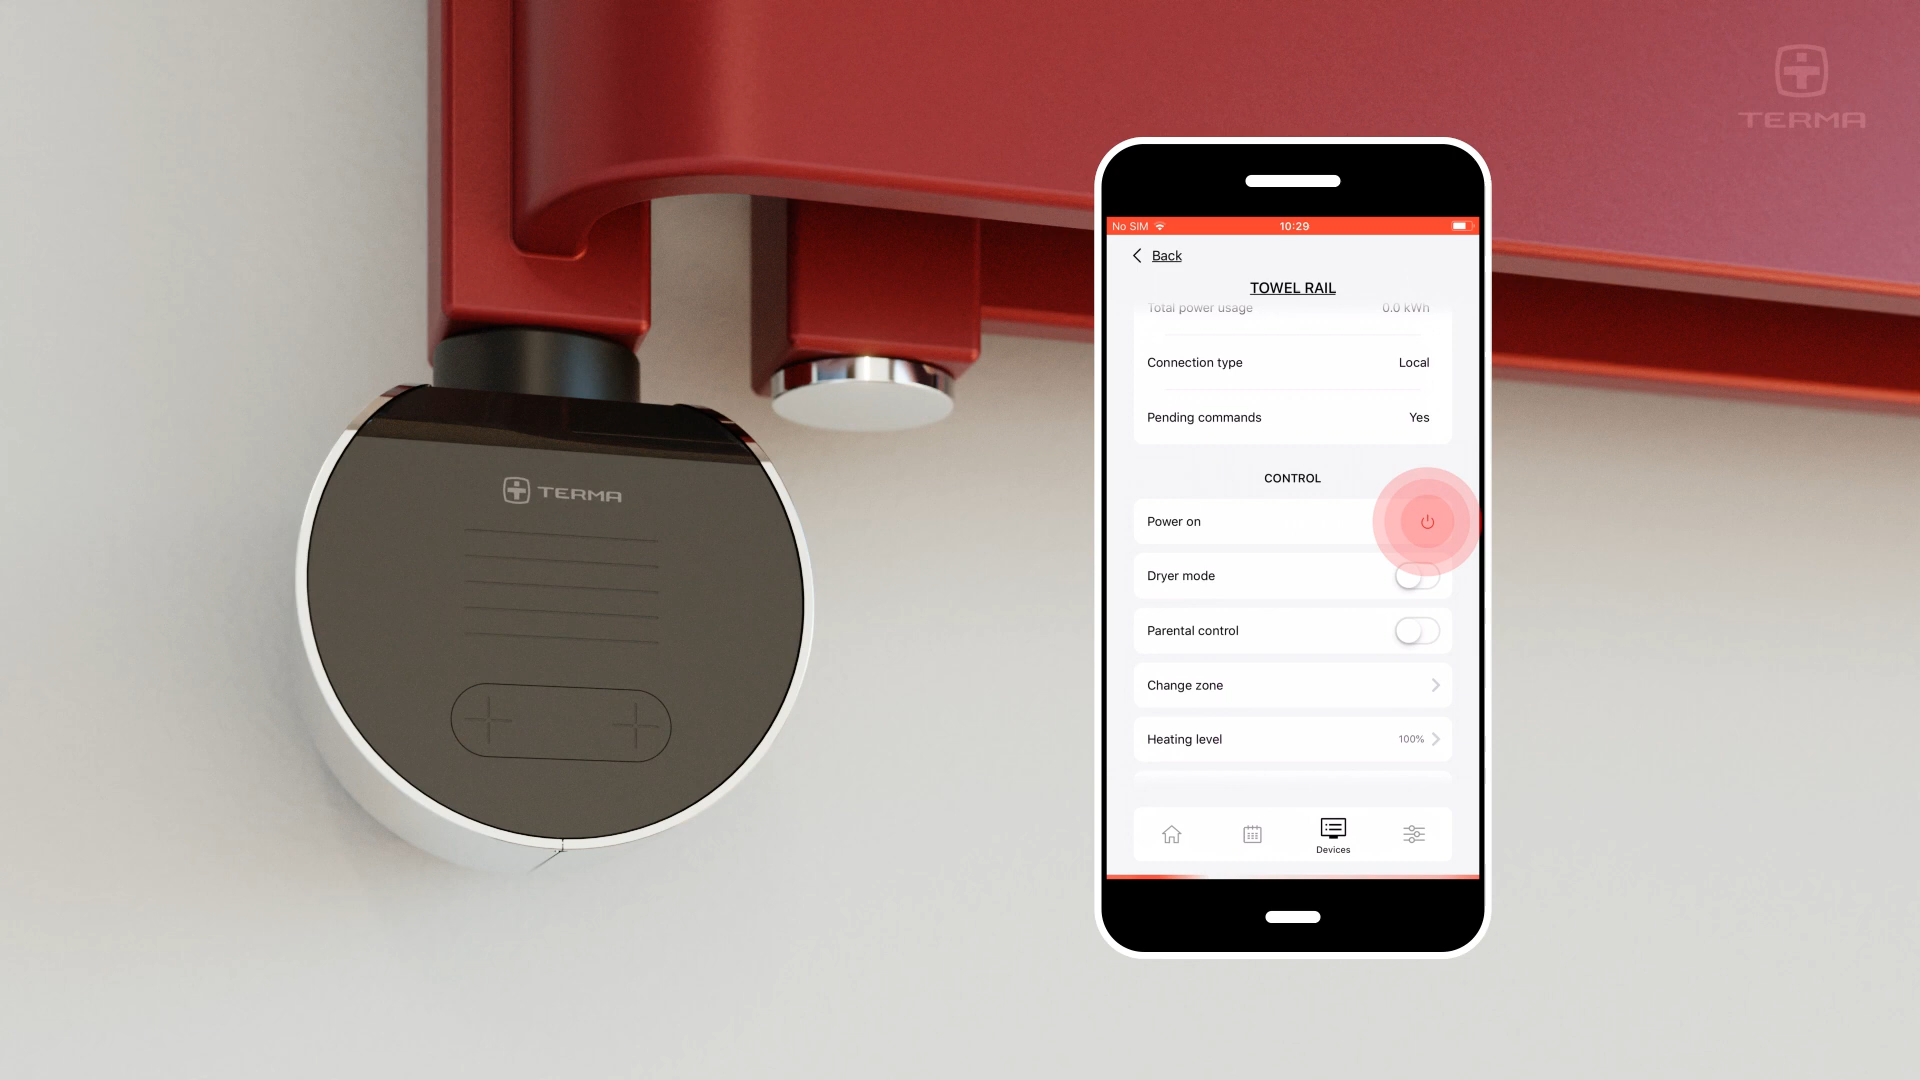 TERMA
TERMA
No SIM
10:29
Back
TOWEL RAIL
Total power usage 0.0 kWh
Connection type Local
Pending commands Yes
CONTROL
Power on
Dryer mode
Parental control
Change zone
Heating level 100%
Devices